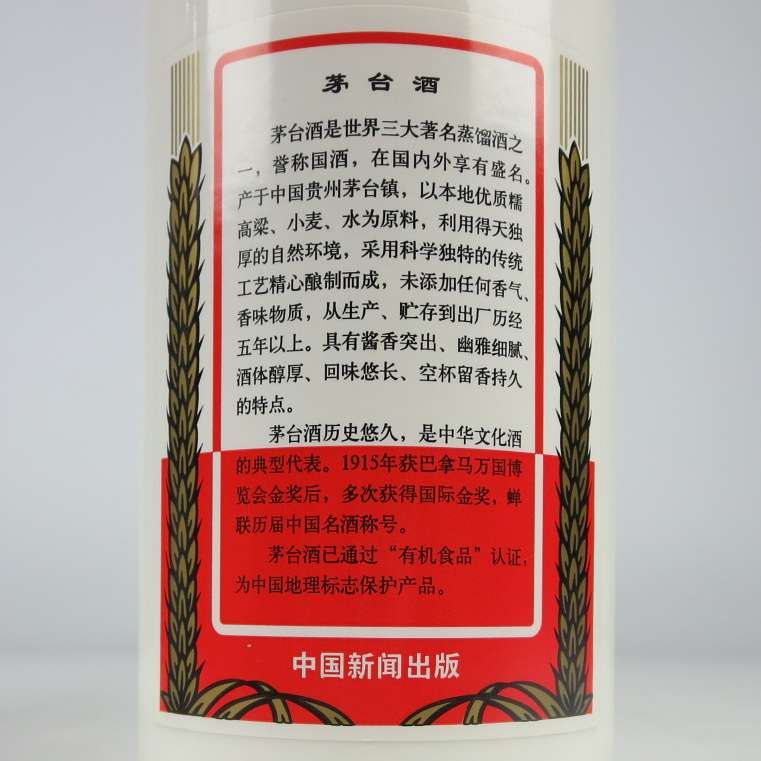 茅台酒
茅台酒是世界三大著名蒸馏酒之
一，誉称国酒，在国内外享有盛名。
产于中国贵州茅台镇，以本地优质糯
高粱、小麦、水为原料，利用得天独
厚的自然环境，采用科学独特的传统
工艺精心酿制而成，未添加任何香气、
香味物质，从生产、贮存到出厂历经
五年以上。具有酱香突出、幽雅细腻、
酒体醇厚、回味悠长、空杯留香持久
的特点。
茅台酒历史悠久，是中华文化酒
的典型代表。1915年获巴拿马万国博
览会金奖后，多次获得国际金奖，蝉
联历届中国名酒称号。
茅台酒已通过“有机食品”认证，
为中国地理标志保护产品。
中国新闻出版